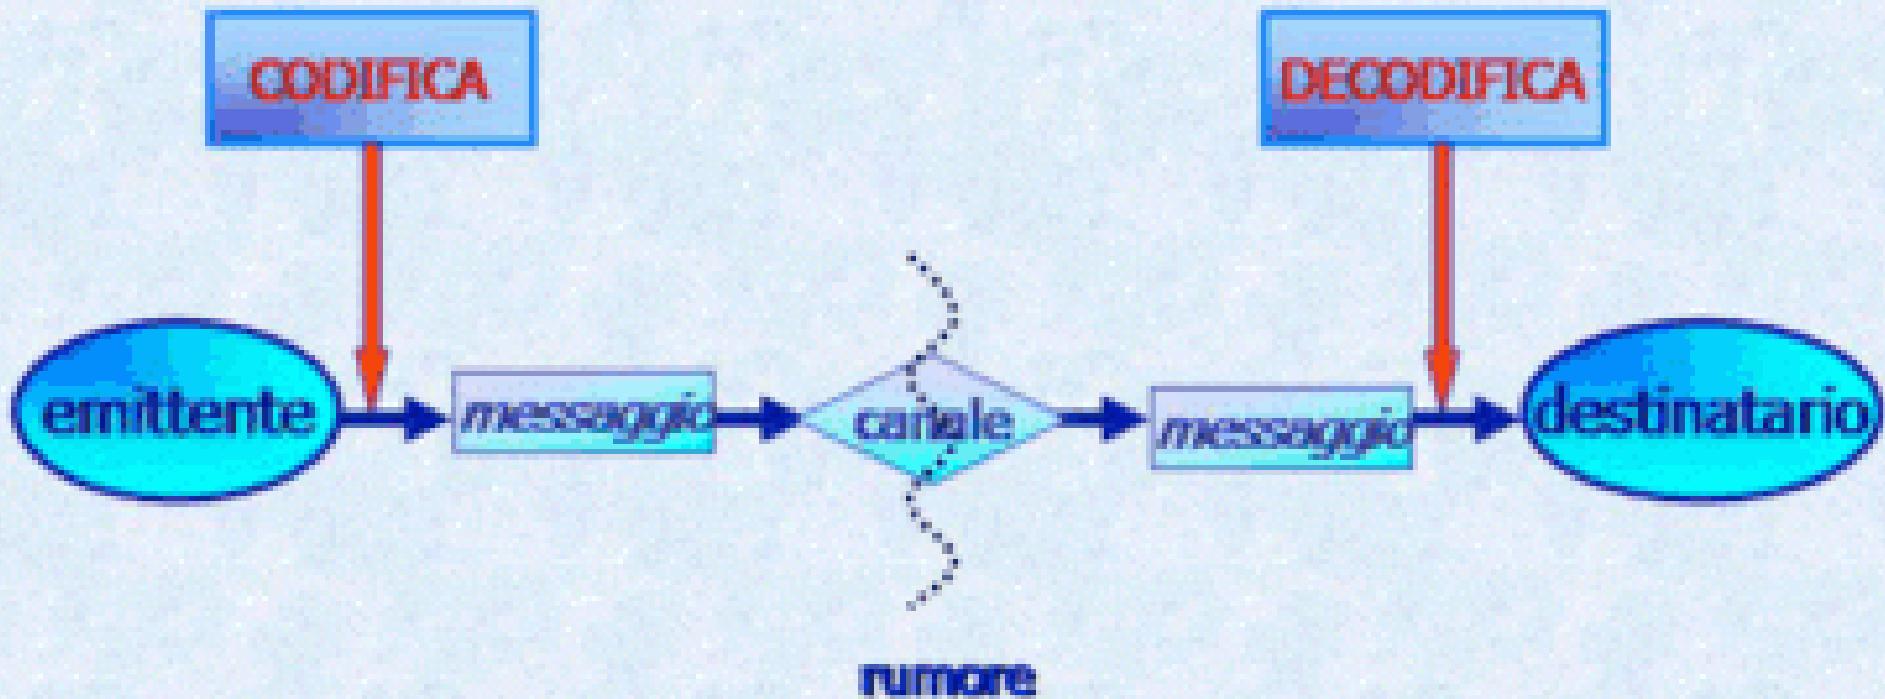 CODIFICA DECODIFICA
emittente messaggio canale messaggio destinatario
rumore